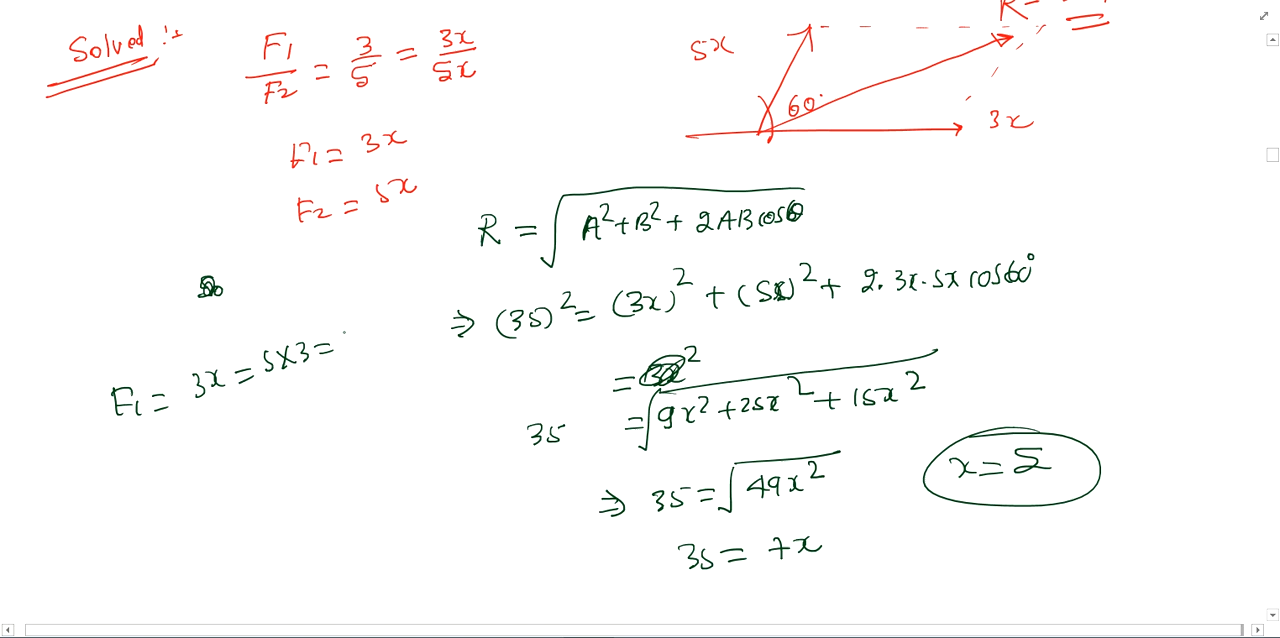 Solved :-
F₁/F₂ = 3/5 = 3x/5x
F₁ = 3x
F₂ = 5x
R=
5x
60°
3x
R = √(A² + B² + 2AB cosθ)
⇒ (35)² = (3x)² + (5x)² + 2. 3x. 5x cos60°
=
35 = √(9x² + 25x² + 15x²)
⇒ 35 = √(49x²)
35 = 7x
x = 5
F₁ = 3x = 5×3 =